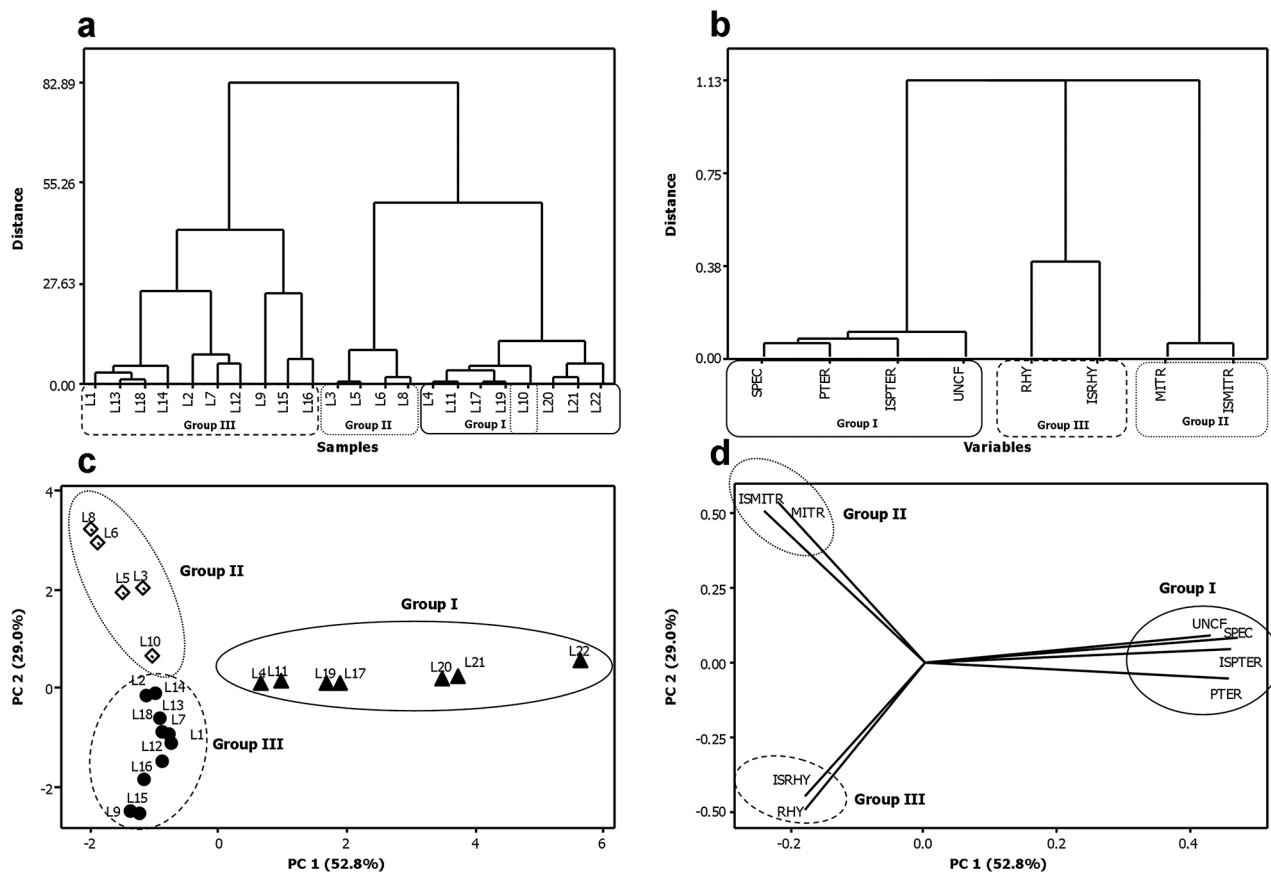 a
b
82.89
55.26
27.63
0.00
Distance
L1 L13 L18 L14 L2 L7 L12 L9 L15 L16 L3 L5 L6 L8 L4 L11 L17 L19 L10 L20 L21 L22
Group III Group II Group I
Samples
1.13
0.75
0.38
0.00
Distance
SPEC PTER ISPTER UNCF RHY ISRHY MITR ISMITR
Group I Group III Group II
Variables
c
4
2
0
-2
PC 2 (29.0%)
L8
L6
L5 L3
Group II
L10
Group I
L4 L11 L19 L17 L20 L21 L22
L2 L14
L13
L18 L7
L1
L12
Group III
L16
L15
L9
-2 0 2 4 6
PC 1 (52.8%)
d
0.50
0.25
0.00
-0.25
-0.50
PC 2 (29.0%)
ISMITR
MITR
Group II
Group I
UNCF
SPEC
ISPTER
PTER
ISRHY
RHY
Group III
-0.2 0.0 0.2 0.4
PC 1 (52.8%)